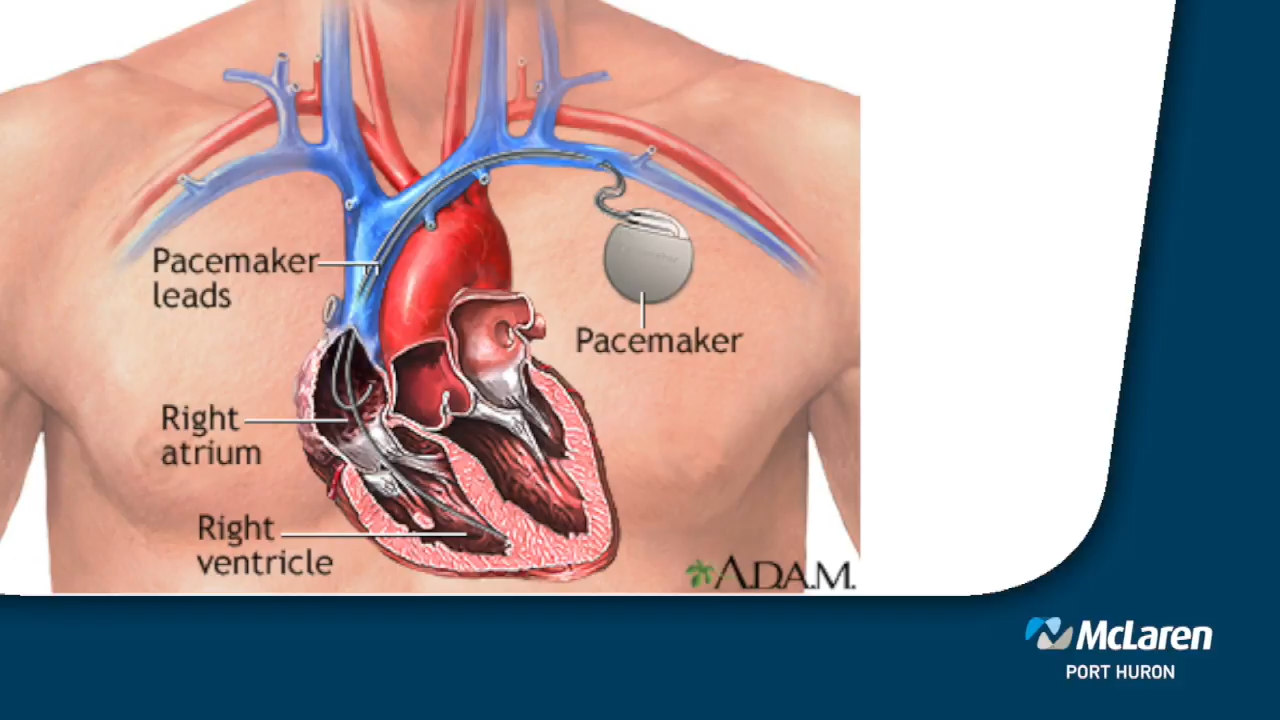 Pacemaker
leads
Pacemaker
Right
atrium
Right
ventricle
A.D.A.M.
McLaren
PORT HURON